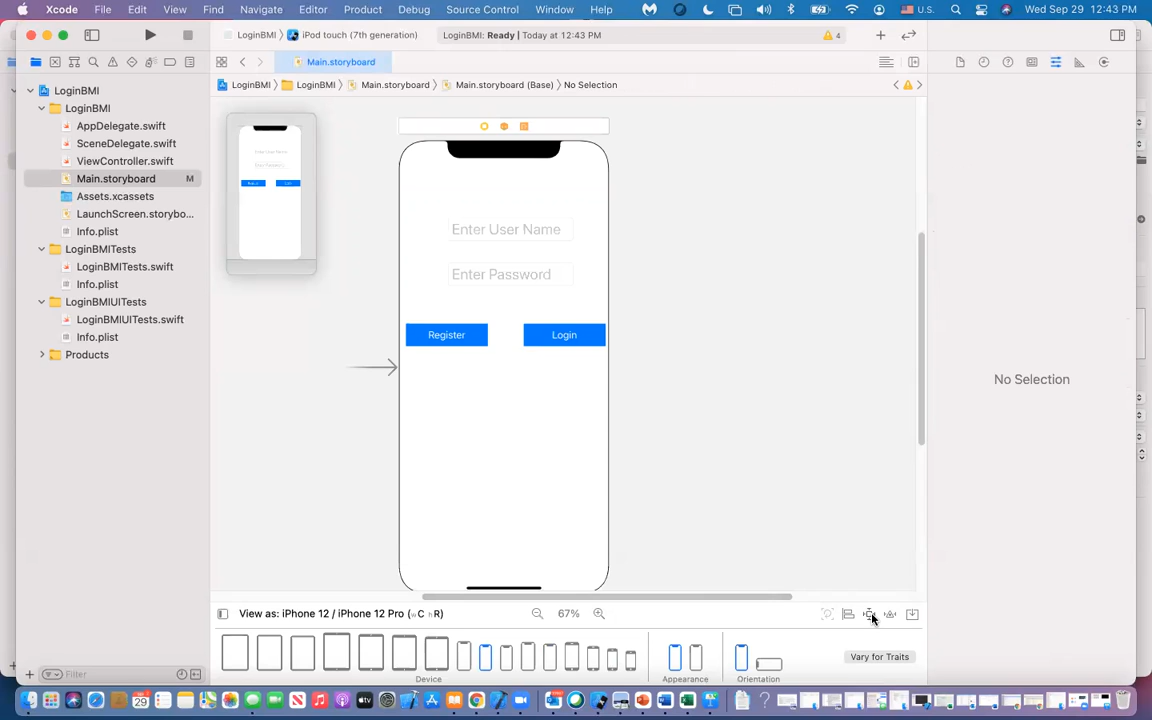 Xcode File Edit View Find Navigate Editor Product Debug Source Control Window Help U.S. Wed Sep 29 12:43 PM
LoginBMI iPod touch (7th generation) LoginBMI: Ready | Today at 12:43 PM 4
Main.storyboard
LoginBMI LoginBMI Main.storyboard Main.storyboard (Base) No Selection
LoginBMI
LoginBMI
AppDelegate.swift
SceneDelegate.swift
ViewController.swift
Main.storyboard M
Assets.xcassets
LaunchScreen.storybo...
Info.plist
LoginBMITests
LoginBMITests.swift
Info.plist
LoginBMIUITests
LoginBMIUITests.swift
Info.plist
Products
Enter User Name
Enter Password
Register Login
No Selection
View as: iPhone 12 / iPhone 12 Pro (wC hR) 67%
Vary for Traits
Device Appearance Orientation
Filter